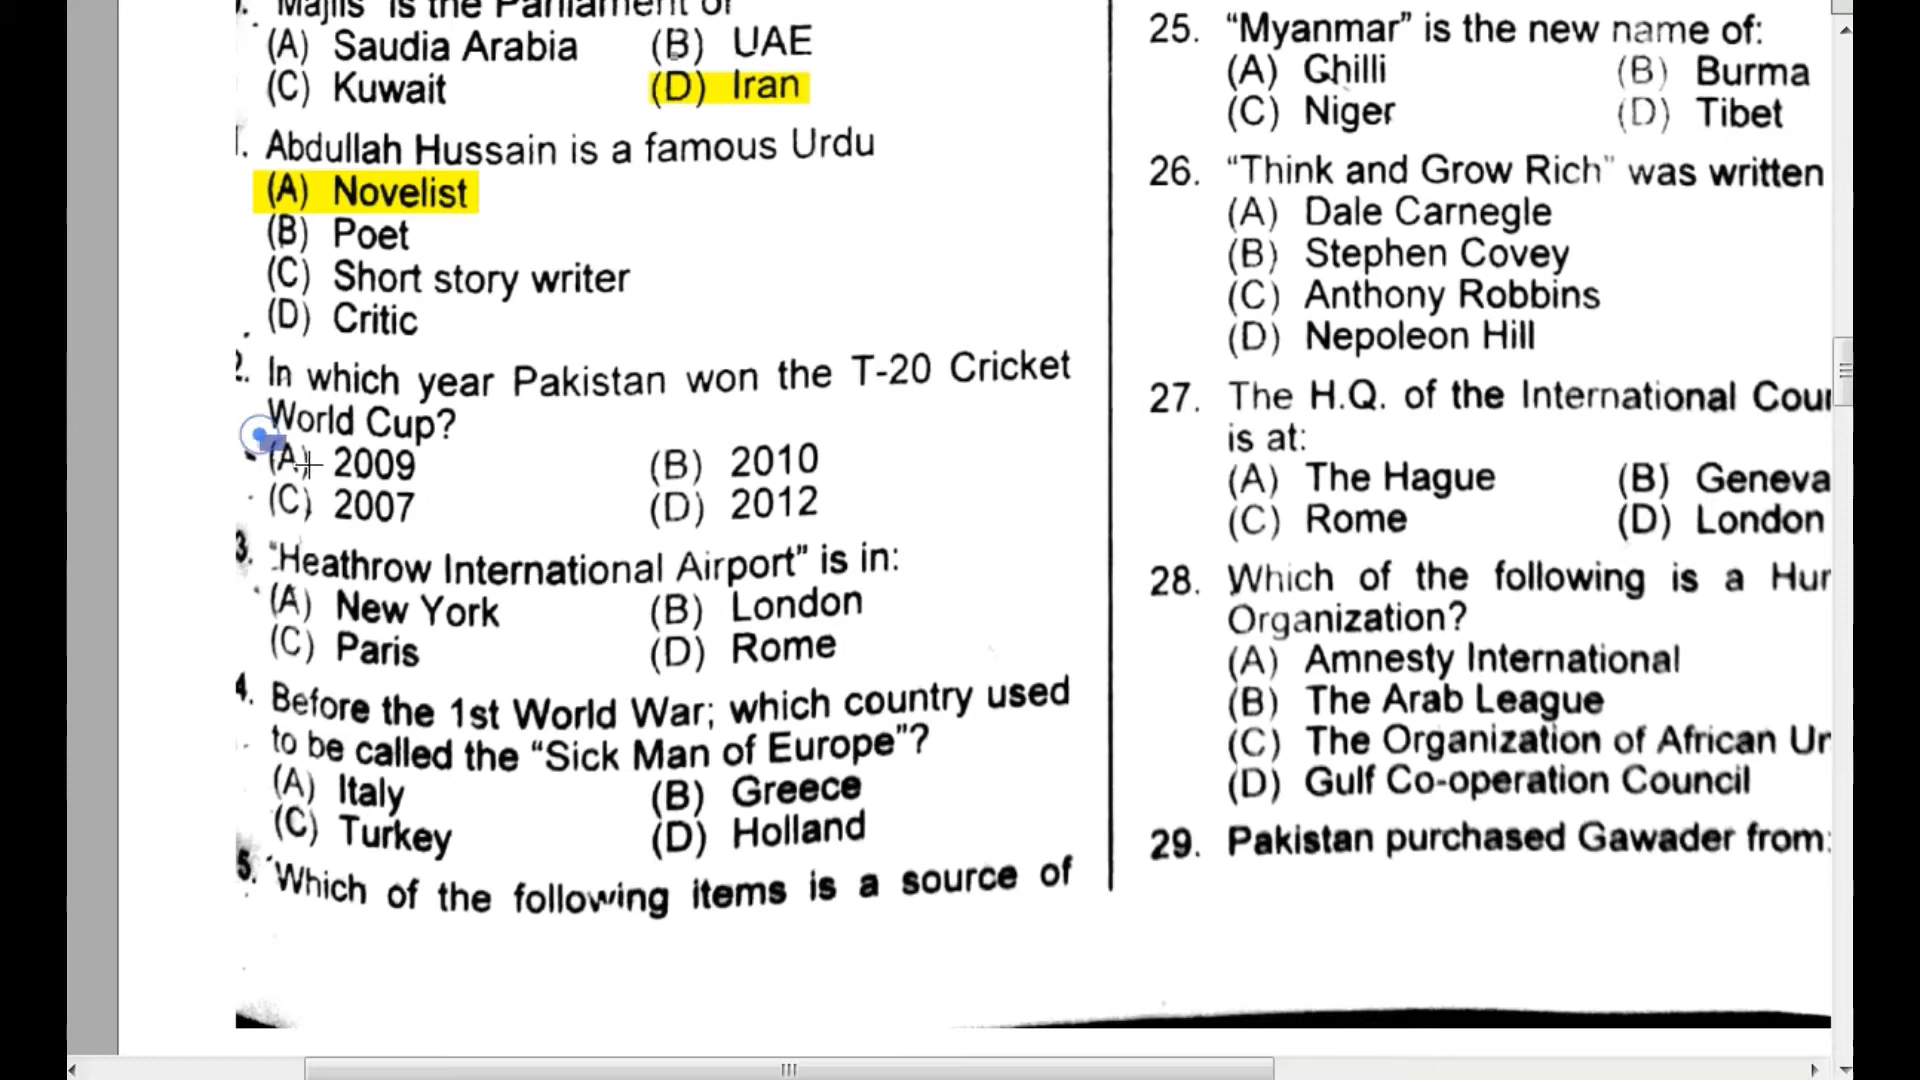 "Majlis" is the Parliament of
(A) Saudia Arabia (B) UAE
(C) Kuwait (D) Iran
1. Abdullah Hussain is a famous Urdu
(A) Novelist
(B) Poet
(C) Short story writer
(D) Critic
2. In which year Pakistan won the T-20 Cricket
World Cup?
(A) 2009 (B) 2010
(C) 2007 (D) 2012
3. "Heathrow International Airport" is in:
(A) New York (B) London
(C) Paris (D) Rome
4. Before the 1st World War; which country used
to be called the "Sick Man of Europe"?
(A) Italy (B) Greece
(C) Turkey (D) Holland
5. Which of the following items is a source of
25. "Myanmar" is the new name of:
(A) Chilli (B) Burma
(C) Niger (D) Tibet
26. "Think and Grow Rich" was written
(A) Dale Carnegle
(B) Stephen Covey
(C) Anthony Robbins
(D) Nepoleon Hill
27. The H.Q. of the International Cour
is at:
(A) The Hague (B) Geneva
(C) Rome (D) London
28. Which of the following is a Hur
Organization?
(A) Amnesty International
(B) The Arab League
(C) The Organization of African Un
(D) Gulf Co-operation Council
29. Pakistan purchased Gawader from: